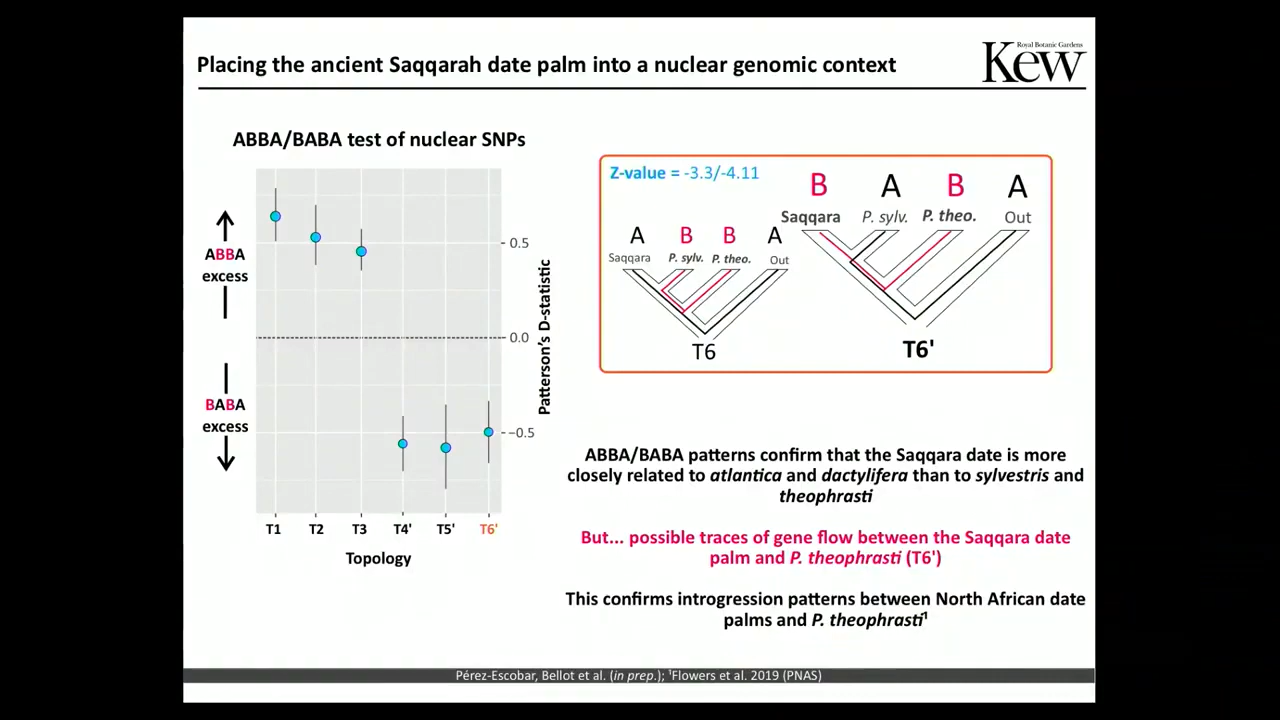 Placing the ancient Saqqarah date palm into a nuclear genomic context
Royal Botanic Gardens
Kew
ABBA/BABA test of nuclear SNPs
ABBA
excess
BABA
excess
0.5
0.0
−0.5
Patterson's D-statistic
T1 T2 T3 T4' T5' T6'
Topology
Z-value = -3.3/-4.11
A B B A
Saqqara P. sylv. P. theo. Out
T6
B A B A
Saqqara P. sylv. P. theo. Out
T6'
ABBA/BABA patterns confirm that the Saqqara date is more
closely related to atlantica and dactylifera than to sylvestris and
theophrasti
But... possible traces of gene flow between the Saqqara date
palm and P. theophrasti (T6')
This confirms introgression patterns between North African date
palms and P. theophrasti¹
Pérez-Escobar, Bellot et al. (in prep.); ¹Flowers et al. 2019 (PNAS)